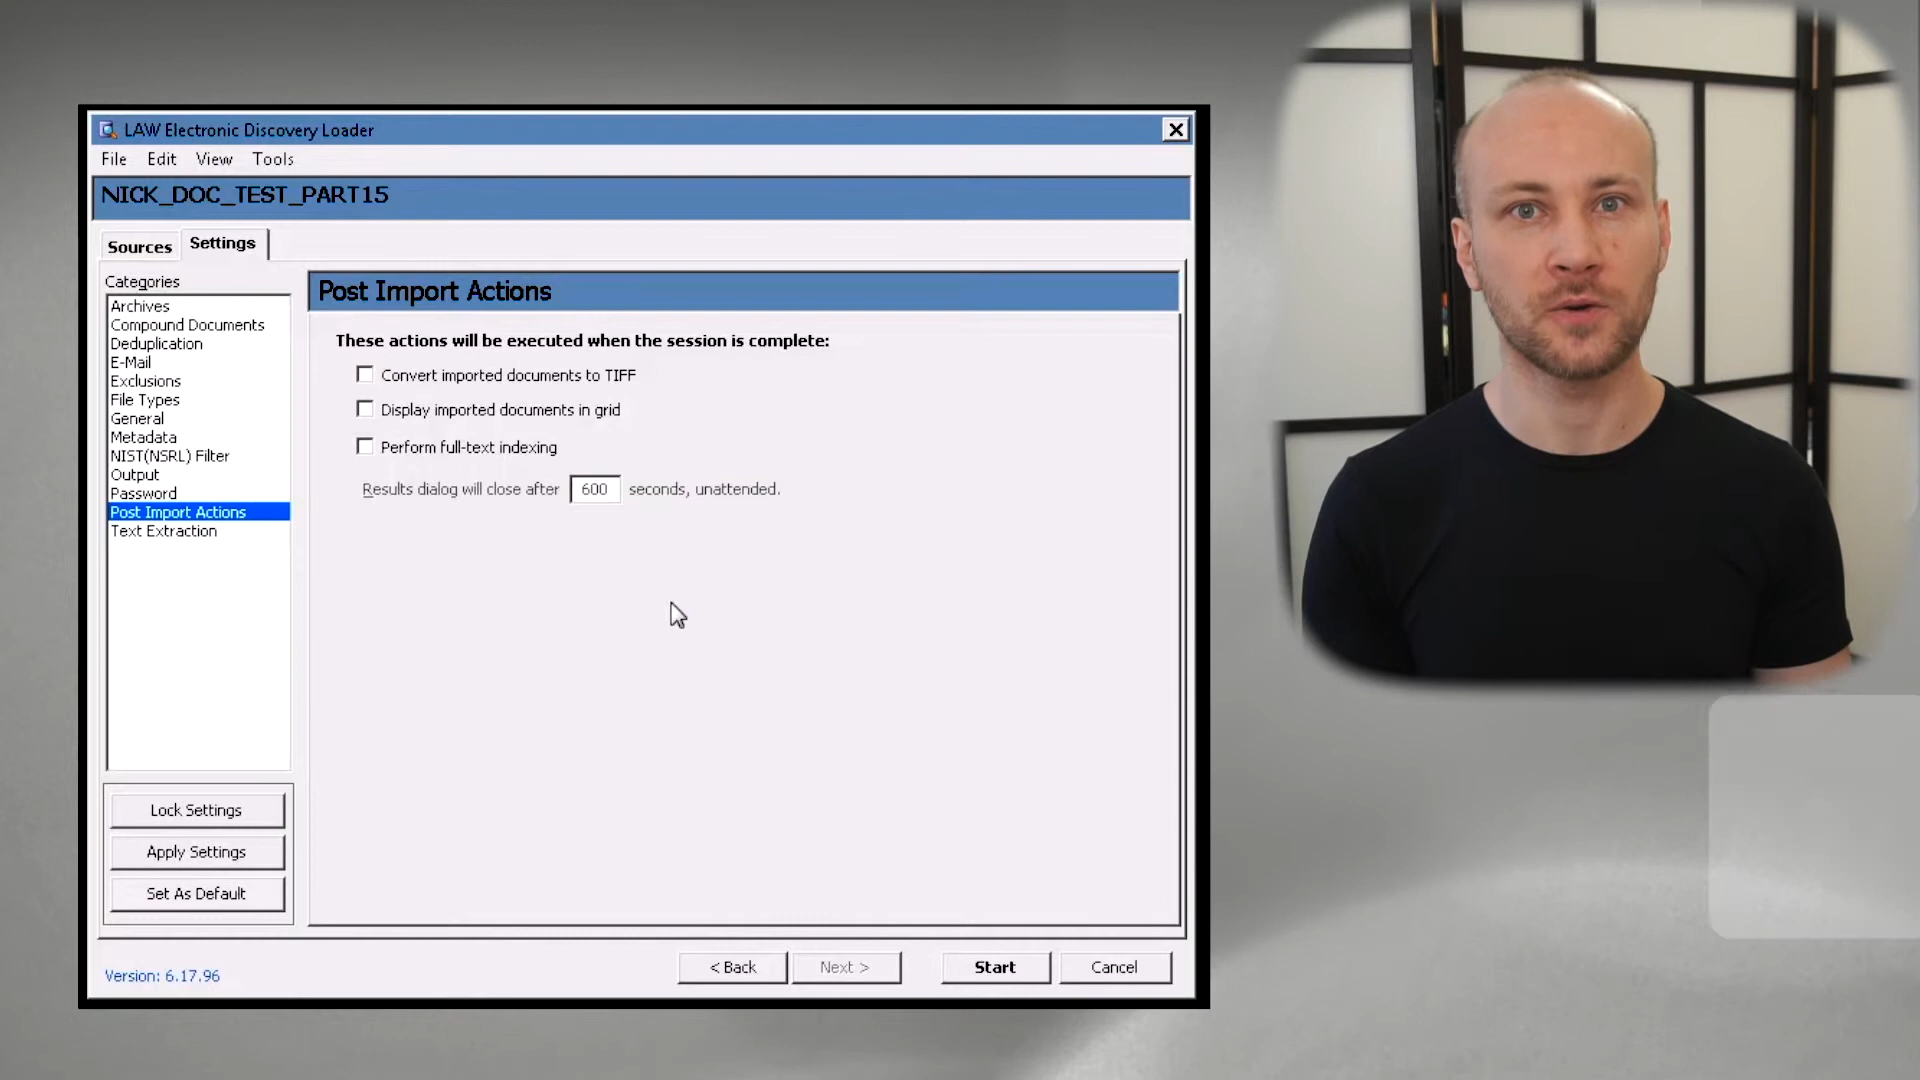 LAW Electronic Discovery Loader
File Edit View Tools
NICK_DOC_TEST_PART15
Sources Settings
Categories
Archives
Compound Documents
Deduplication
E-Mail
Exclusions
File Types
General
Metadata
NIST(NSRL) Filter
Output
Password
Post Import Actions
Text Extraction
Lock Settings
Apply Settings
Set As Default
Post Import Actions
These actions will be executed when the session is complete:
Convert imported documents to TIFF
Display imported documents in grid
Perform full-text indexing
Results dialog will close after 600 seconds, unattended.
Version: 6.17.96
< Back Next > Start Cancel